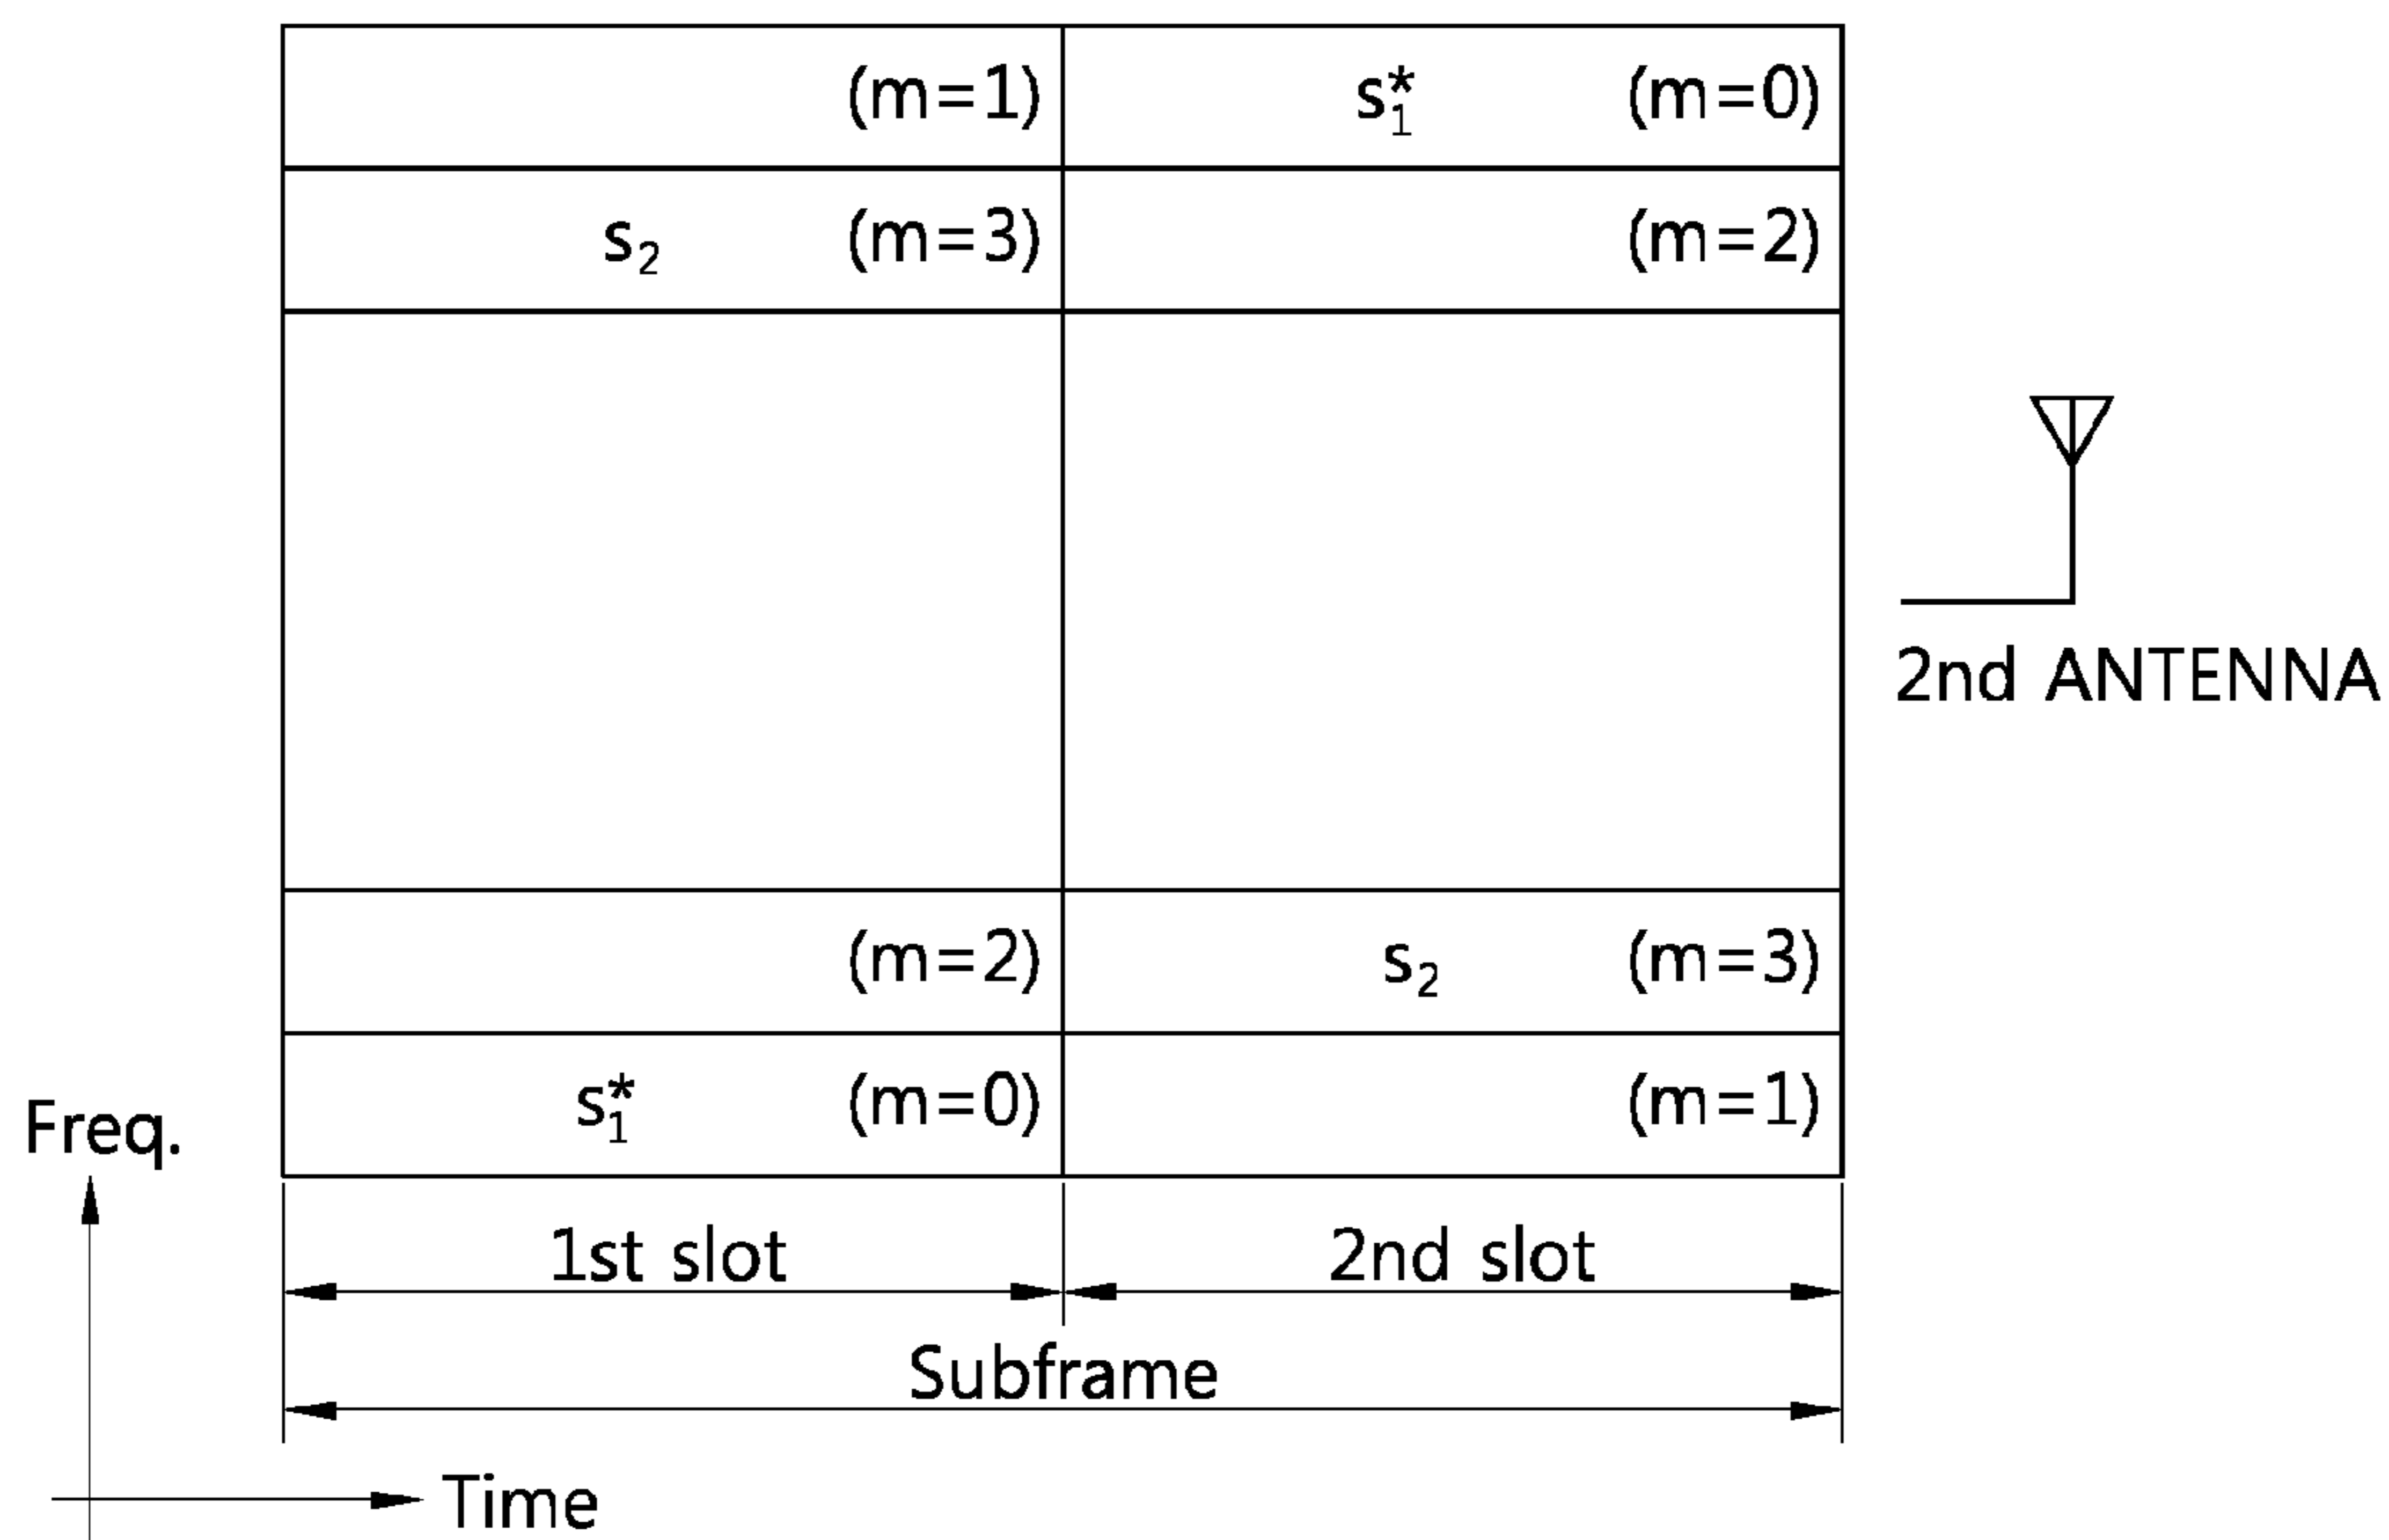 (m=1) s₁* (m=0)
s₂ (m=3) (m=2)
2nd ANTENNA
(m=2) s₂ (m=3)
s₁* (m=0) (m=1)
Freq.
1st slot 2nd slot
Subframe
Time